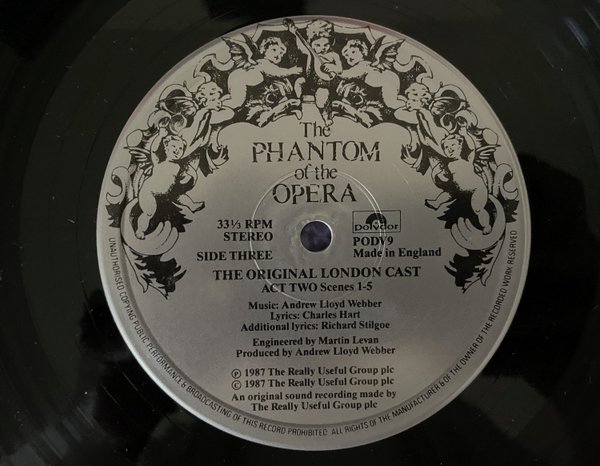 The
PHANTOM
of the
OPERA
33⅓ RPM
STEREO
SIDE THREE
polydor
PODV9
Made in England
THE ORIGINAL LONDON CAST
ACT TWO Scenes 1-5
Music: Andrew Lloyd Webber
Lyrics: Charles Hart
Additional lyrics: Richard Stilgoe
Engineered by Martin Levan
Produced by Andrew Lloyd Webber
℗ 1987 The Really Useful Group plc
© 1987 The Really Useful Group plc
An original sound recording made by
The Really Useful Group plc
UNAUTHORISED COPYING PUBLIC PERFORMANCE & BROADCASTING OF THIS RECORD PROHIBITED. ALL RIGHTS OF THE MANUFACTURER & OF THE OWNER OF THE RECORDED WORK RESERVED